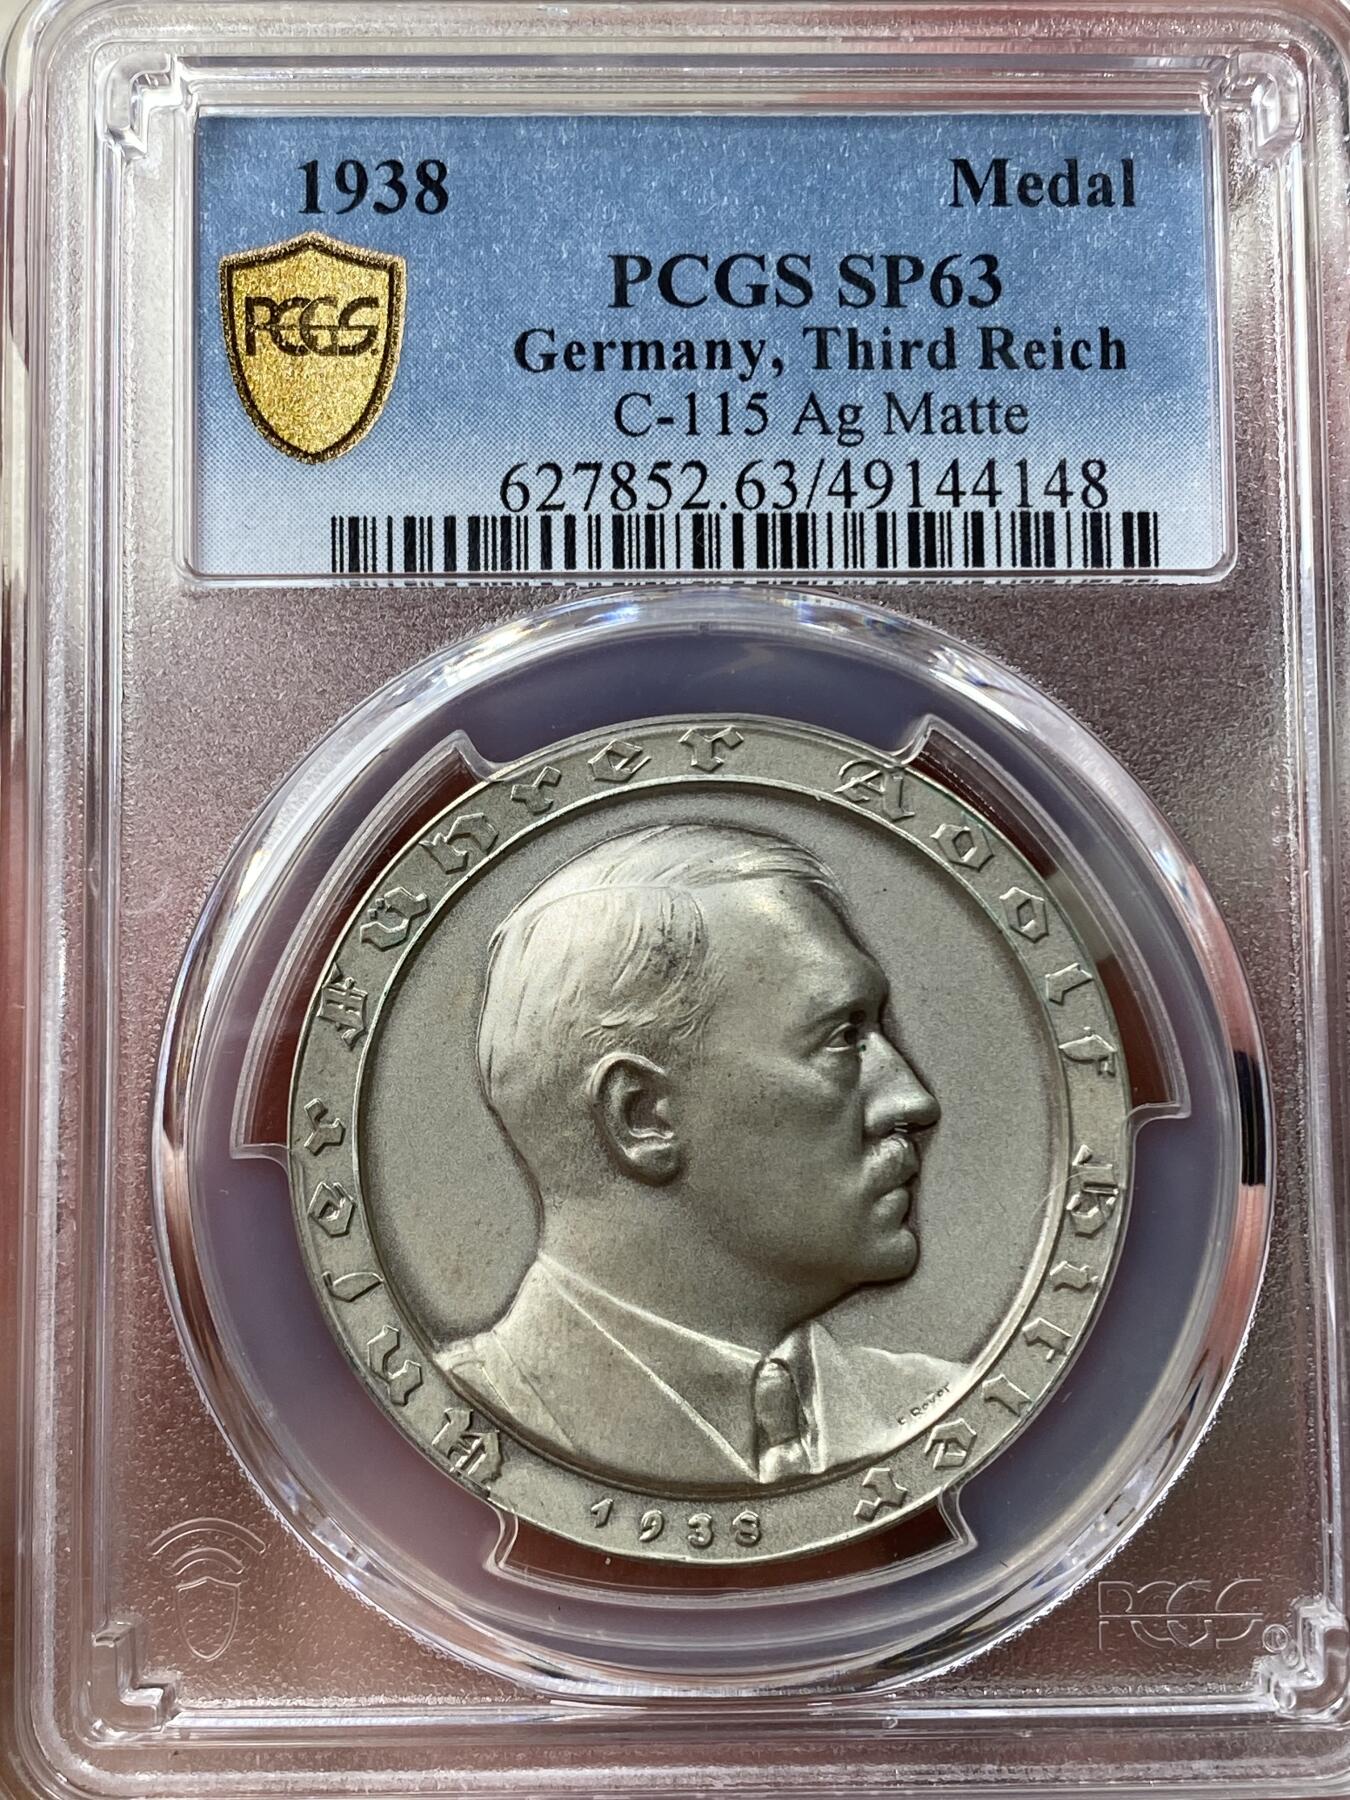 1938 Medal
PCGS
PCGS SP63
Germany, Third Reich
C-115 Ag Matte
627852.63/49144148
Unser Führer Adolf Hitler
1938
PCGS